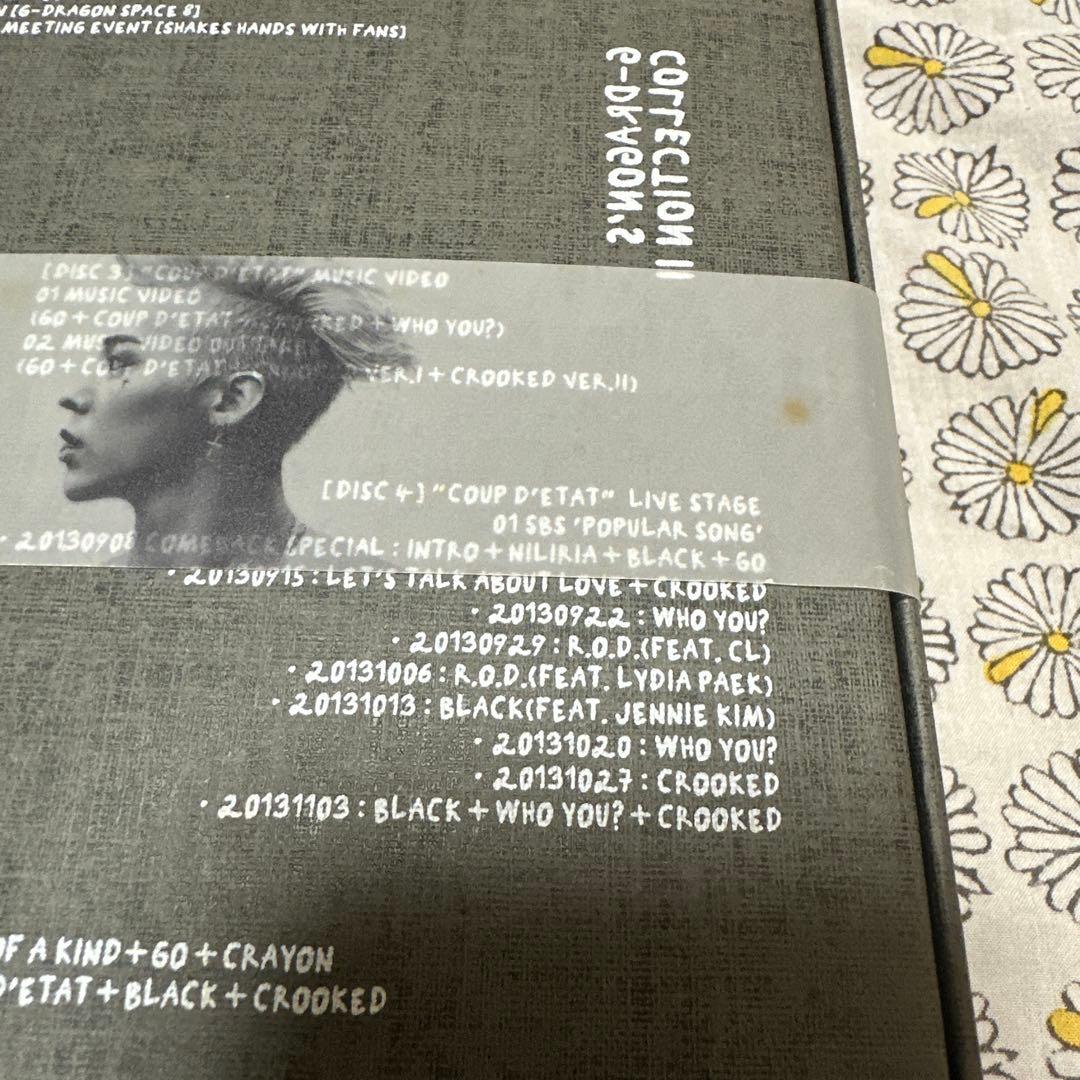 [G-DRAGON SPACE 8]
MEETING EVENT [SHAKES HANDS WITH FANS]
COLLECTION II
G-DRAGON'S
[DISC 3] "COUP D'ETAT" MUSIC VIDEO
01 MUSIC VIDEO
(GO + COUP D'ETAT + CROOKED + WHO YOU?)
02 MUSIC VIDEO OUTTAKE
(GO + COUP D'ETAT VER.I + CROOKED VER.II)
[DISC 4] "COUP D'ETAT" LIVE STAGE
01 SBS 'POPULAR SONG'
· 20130908 COMEBACK SPECIAL : INTRO + NILIRIA + BLACK + GO
· 20130915 : LET'S TALK ABOUT LOVE + CROOKED
· 20130922 : WHO YOU?
· 20130929 : R.O.D.(FEAT. CL)
· 20131006 : R.O.D.(FEAT. LYDIA PAEK)
· 20131013 : BLACK(FEAT. JENNIE KIM)
· 20131020 : WHO YOU?
· 20131027 : CROOKED
· 20131103 : BLACK + WHO YOU? + CROOKED
OF A KIND + GO + CRAYON
D'ETAT + BLACK + CROOKED